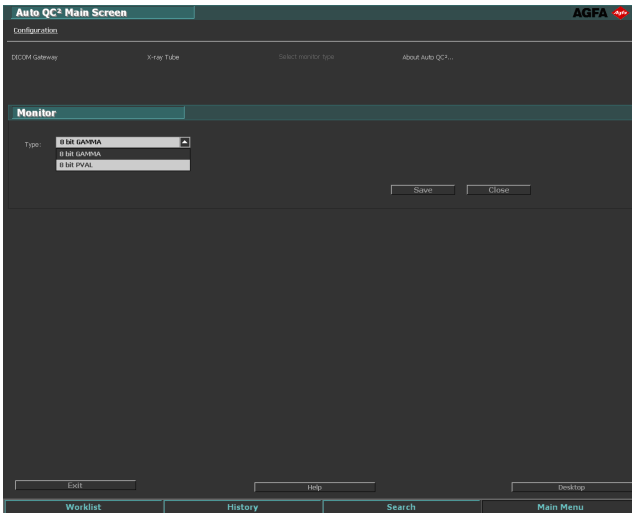 Auto QC² Main Screen
AGFA Agfa
Configuration
DICOM Gateway X-ray Tube Select monitor type About Auto QC²...
Monitor
Type: 8 bit GAMMA
8 bit GAMMA
8 bit PVAL
Save Close
Exit Help Desktop
Worklist History Search Main Menu